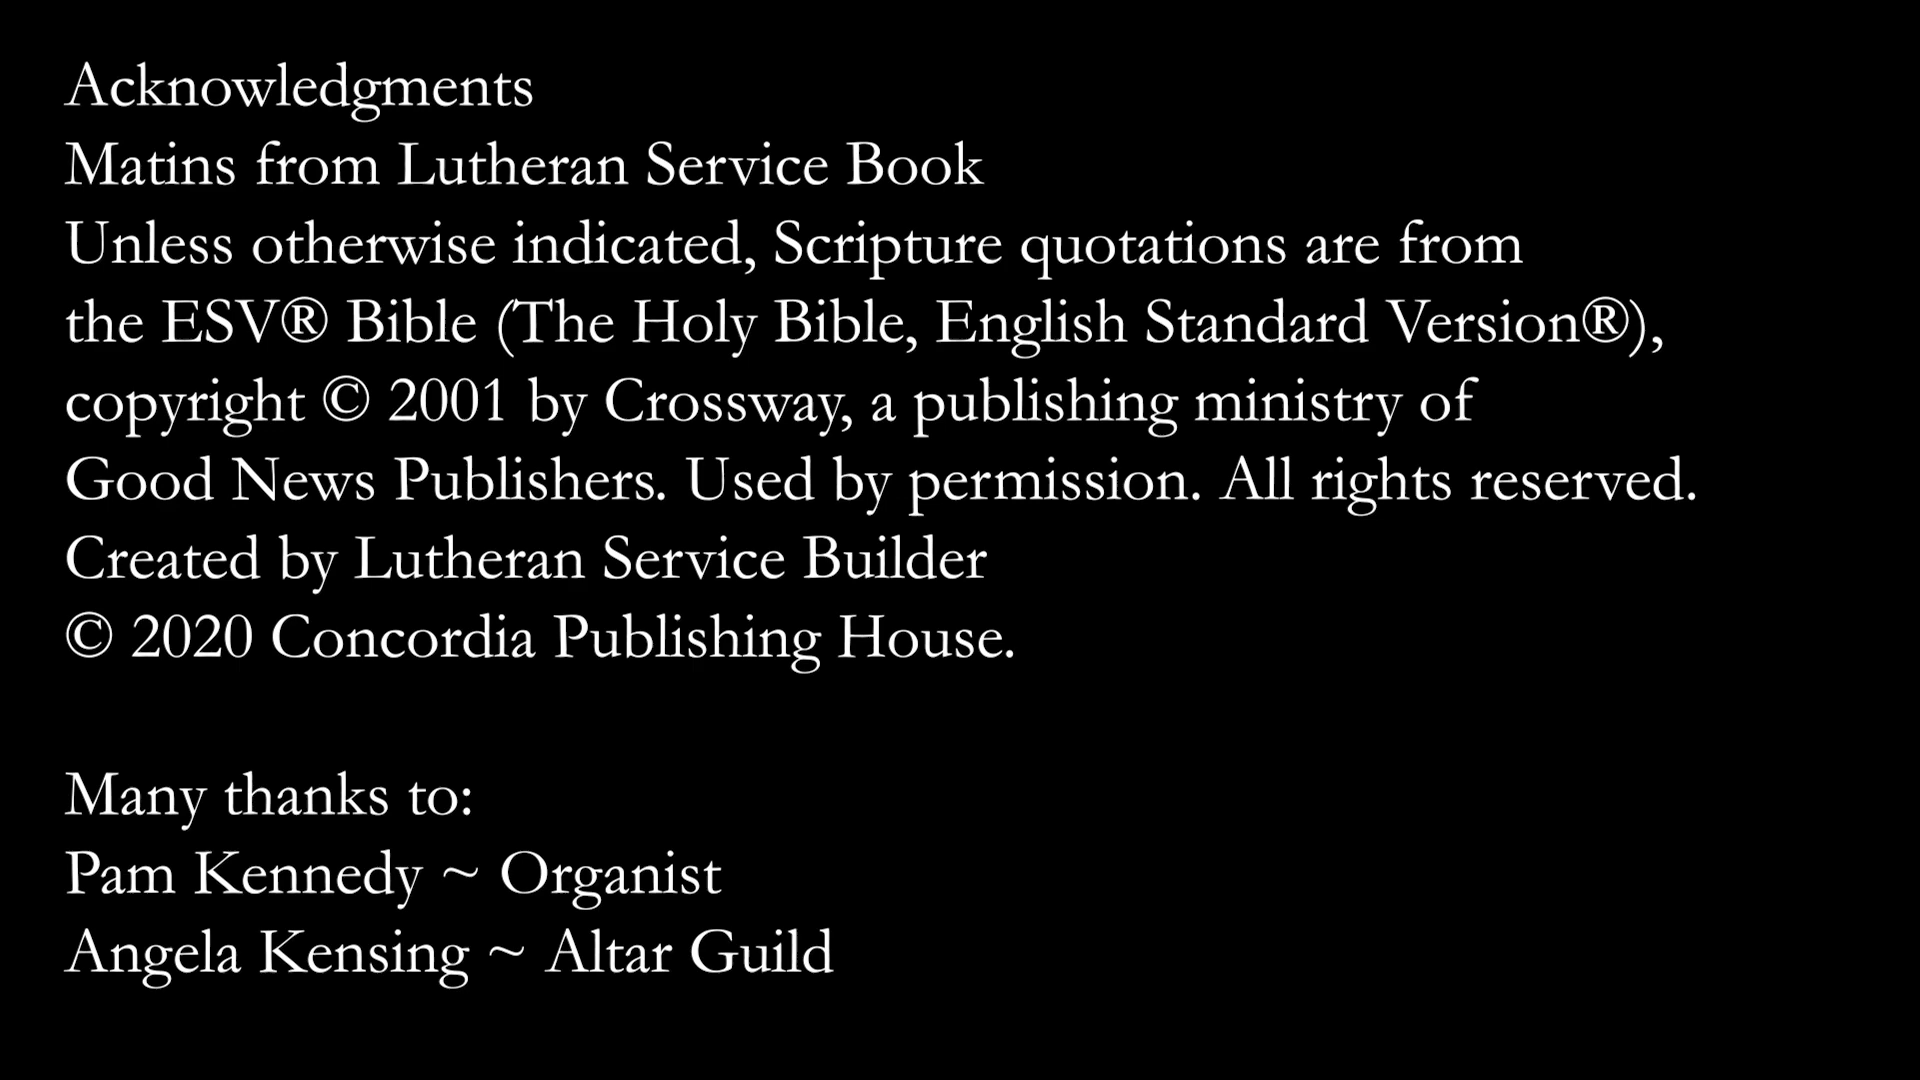 Acknowledgments
Matins from Lutheran Service Book
Unless otherwise indicated, Scripture quotations are from
the ESV® Bible (The Holy Bible, English Standard Version®),
copyright © 2001 by Crossway, a publishing ministry of
Good News Publishers. Used by permission. All rights reserved.
Created by Lutheran Service Builder
© 2020 Concordia Publishing House.
Many thanks to:
Pam Kennedy ~ Organist
Angela Kensing ~ Altar Guild